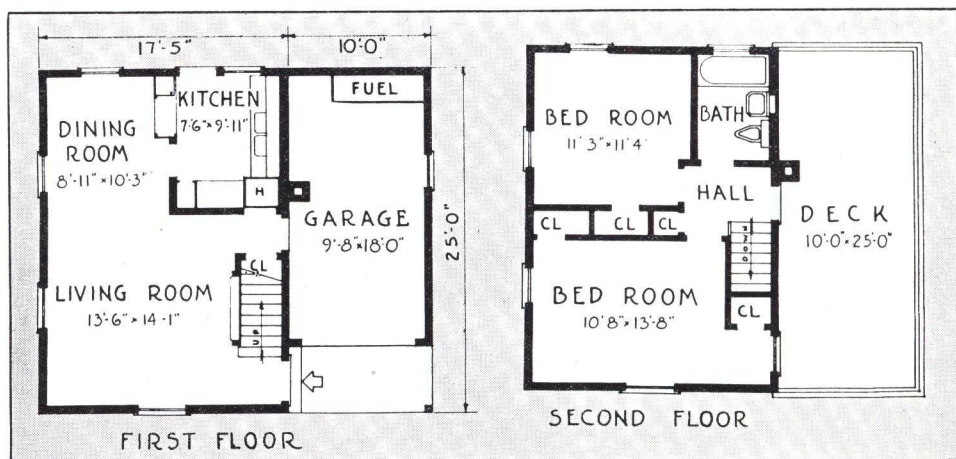 17'-5"
10'-0"
DINING
ROOM
8'-11" × 10'-3"
KITCHEN
7'-6" × 9'-11"
FUEL
H
GARAGE
9'-8" × 18'-0"
25'-0"
CL
LIVING ROOM
13'-6" × 14'-1"
UP
FIRST FLOOR
BED ROOM
11'3" × 11'4"
BATH
HALL
CL
CL
CL
DECK
10'-0" × 25'-0"
BED ROOM
10'8" × 13'-8"
CL
SECOND FLOOR